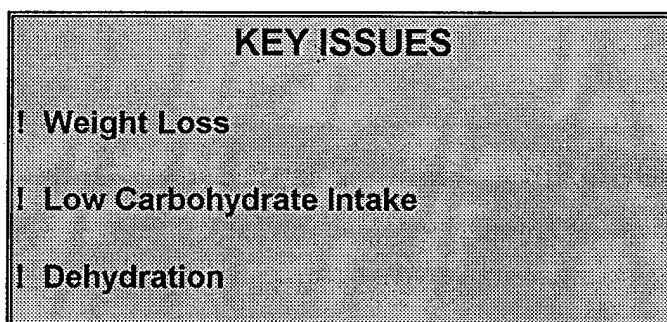 KEY ISSUES
! Weight Loss
! Low Carbohydrate Intake
! Dehydration